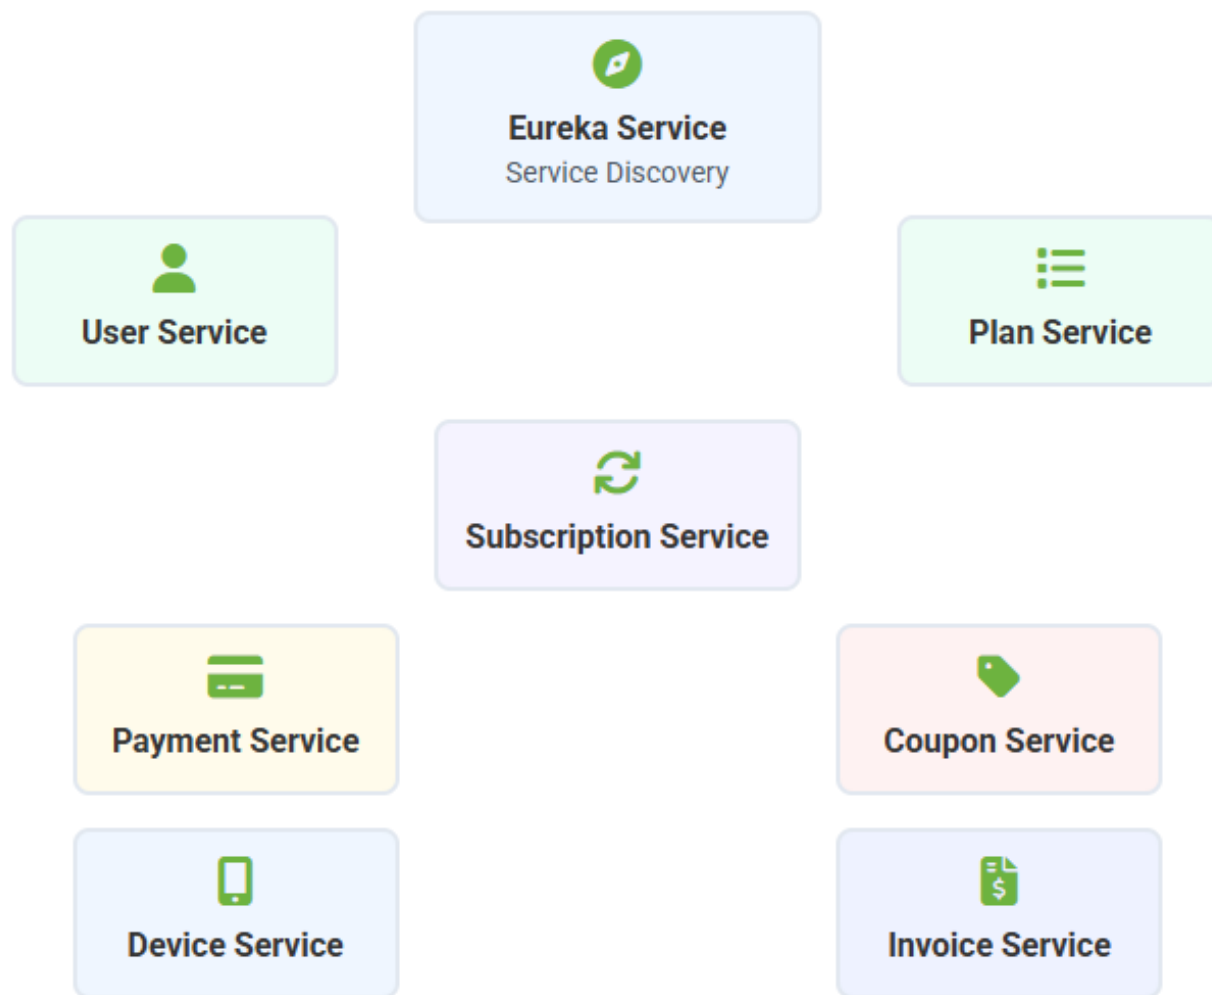 Eureka Service
Service Discovery
User Service
Plan Service
Subscription Service
Payment Service
Coupon Service
Device Service
Invoice Service